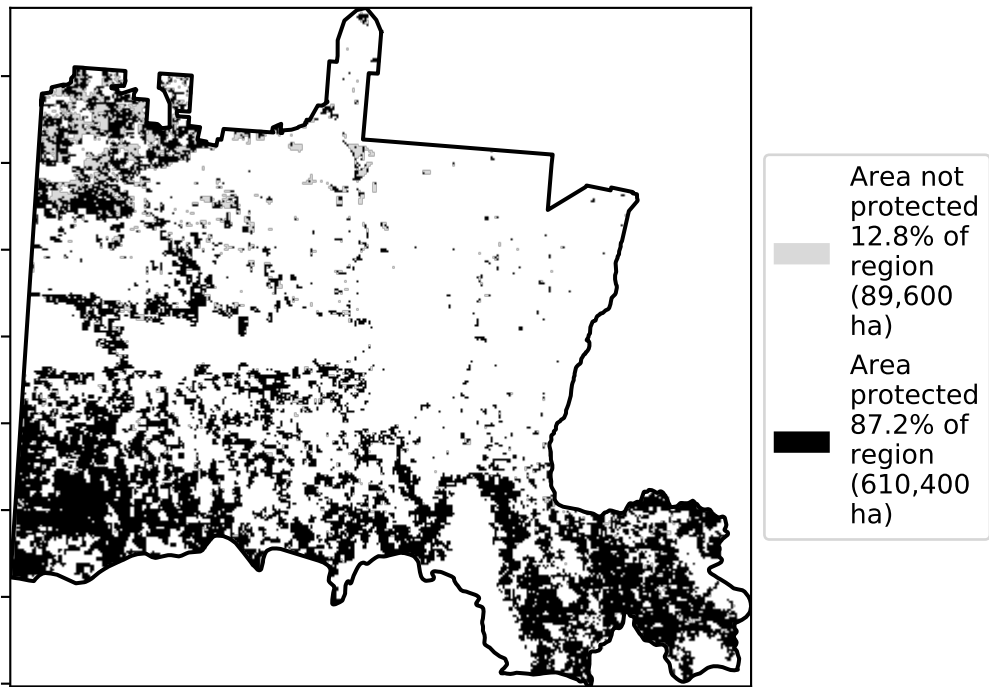 Area not
protected
12.8% of
region
(89,600
ha)
Area
protected
87.2% of
region
(610,400
ha)